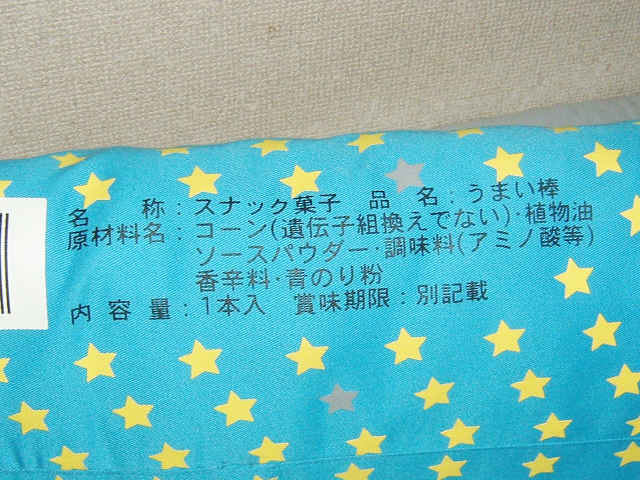 名 称：スナック菓子 品 名：うまい棒
原材料名：コーン(遺伝子組換えでない)・植物油
ソースパウダー・調味料(アミノ酸等)
香辛料・青のり粉
内容量：1本入 賞味期限：別記載